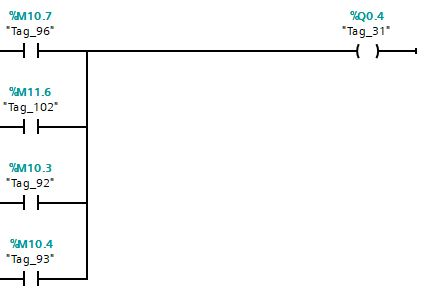 %M10.7
"Tag_96"
%Q0.4
"Tag_31"
%M11.6
"Tag_102"
%M10.3
"Tag_92"
%M10.4
"Tag_93"